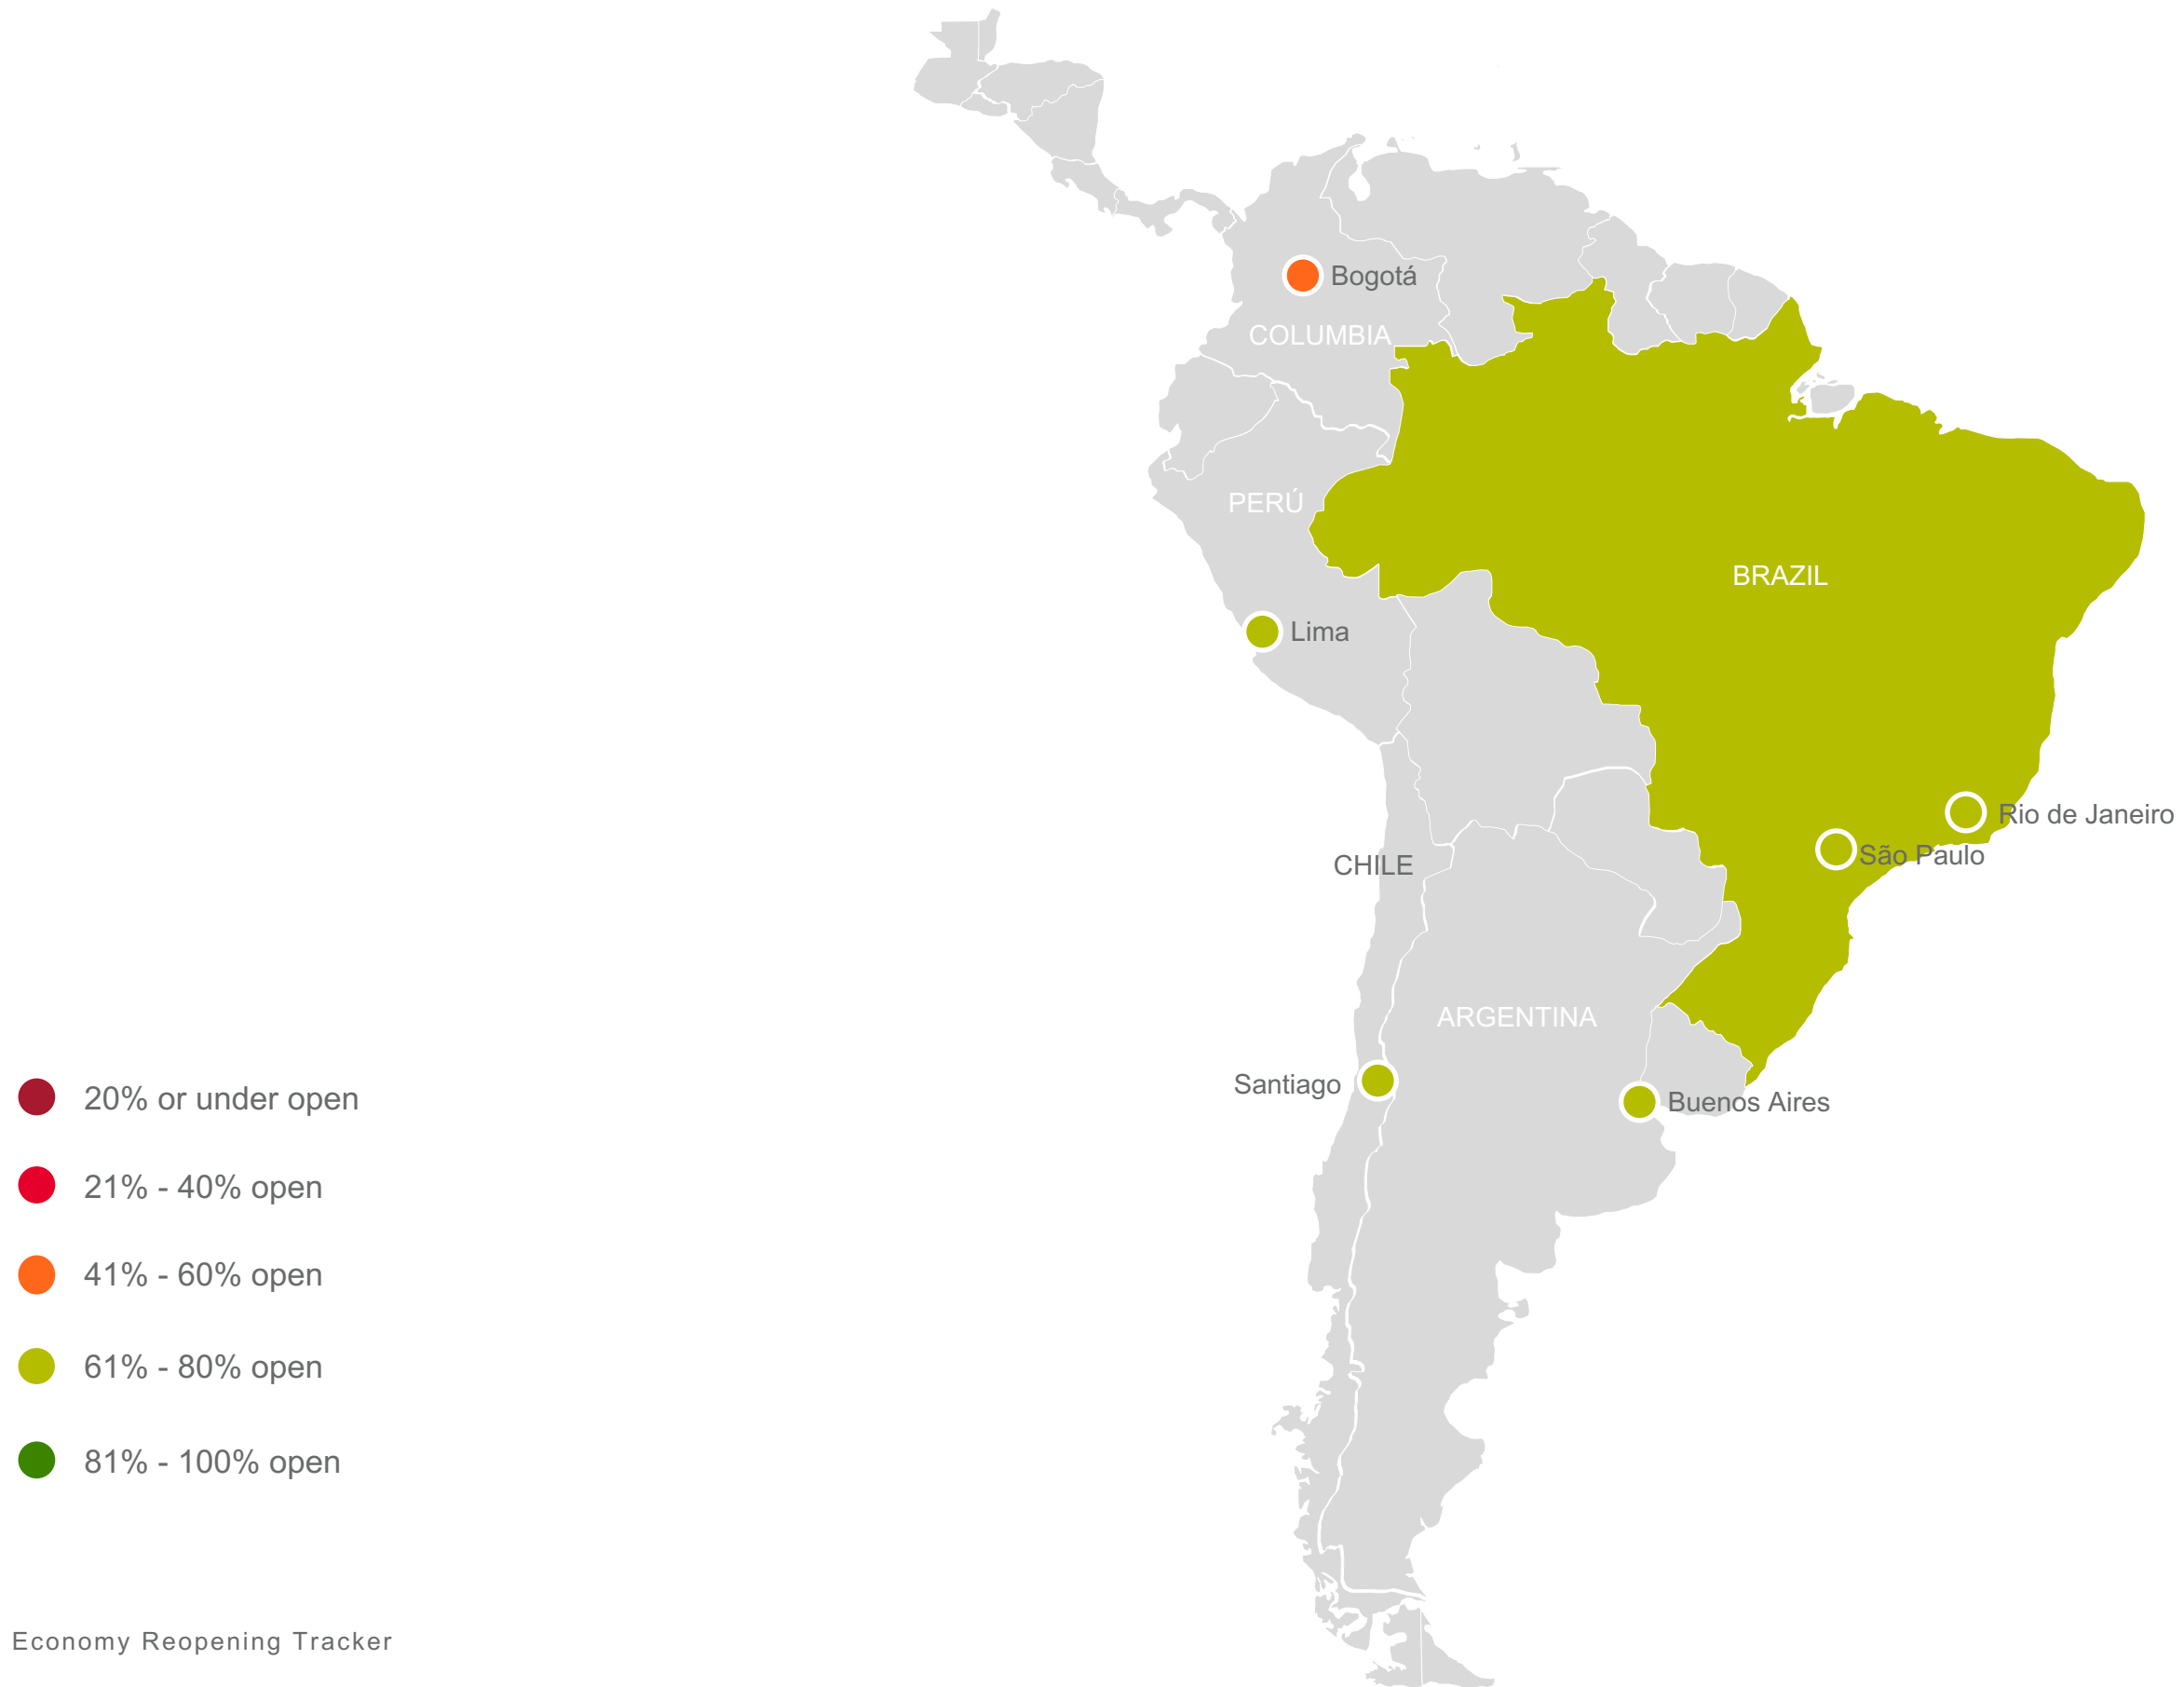 Bogotá
COLUMBIA
PERÚ
BRAZIL
Lima
Rio de Janeiro
São Paulo
CHILE
ARGENTINA
Santiago
Buenos Aires
20% or under open
21% - 40% open
41% - 60% open
61% - 80% open
81% - 100% open
Economy Reopening Tracker